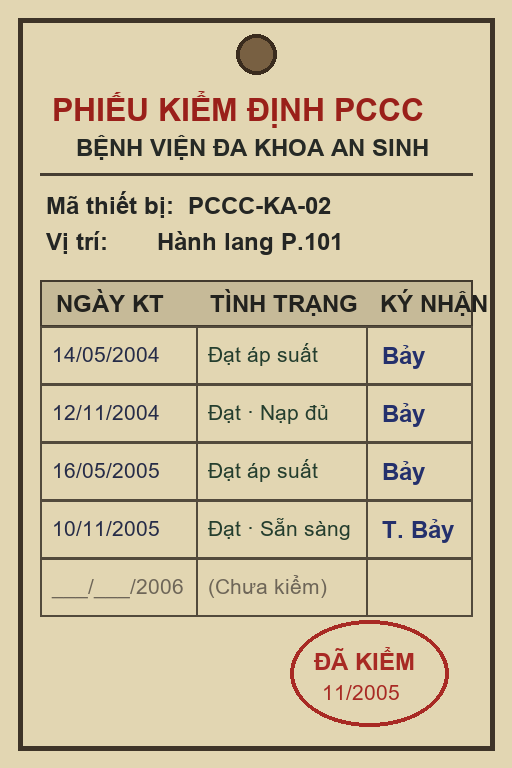 PHIẾU KIỂM ĐỊNH PCCC
BỆNH VIỆN ĐA KHOA AN SINH
Mã thiết bị: PCCC-KA-02
Vị trí: Hành lang P.101
NGÀY KT TÌNH TRẠNG KÝ NHẬN
14/05/2004 Đạt áp suất Bảy
12/11/2004 Đạt · Nạp đủ Bảy
16/05/2005 Đạt áp suất Bảy
10/11/2005 Đạt · Sẵn sàng T. Bảy
___/___/2006 (Chưa kiểm)
ĐÃ KIỂM
11/2005